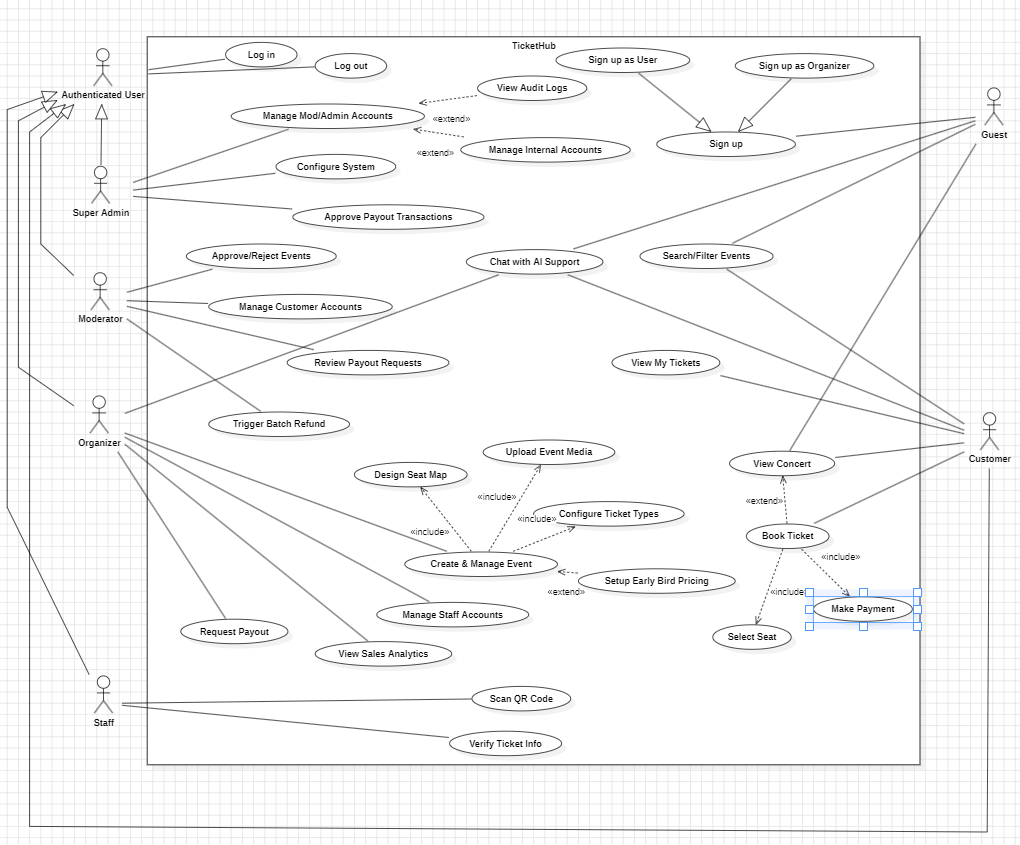 TicketHub
Log in
Log out
Sign up as User
Sign up as Organizer
Authenticated User
View Audit Logs
«extend»
Manage Mod/Admin Accounts
Guest
«extend»
Manage Internal Accounts
Sign up
Configure System
Super Admin
Approve Payout Transactions
Approve/Reject Events
Chat with AI Support
Search/Filter Events
Moderator
Manage Customer Accounts
Review Payout Requests
View My Tickets
Organizer
Trigger Batch Refund
Upload Event Media
Customer
Design Seat Map
View Concert
«include»
«extend»
«include»
Configure Ticket Types
«include»
Book Ticket
Create & Manage Event
«include»
Setup Early Bird Pricing
«extend»
«include»
Make Payment
Manage Staff Accounts
Request Payout
Select Seat
View Sales Analytics
Scan QR Code
Staff
Verify Ticket Info